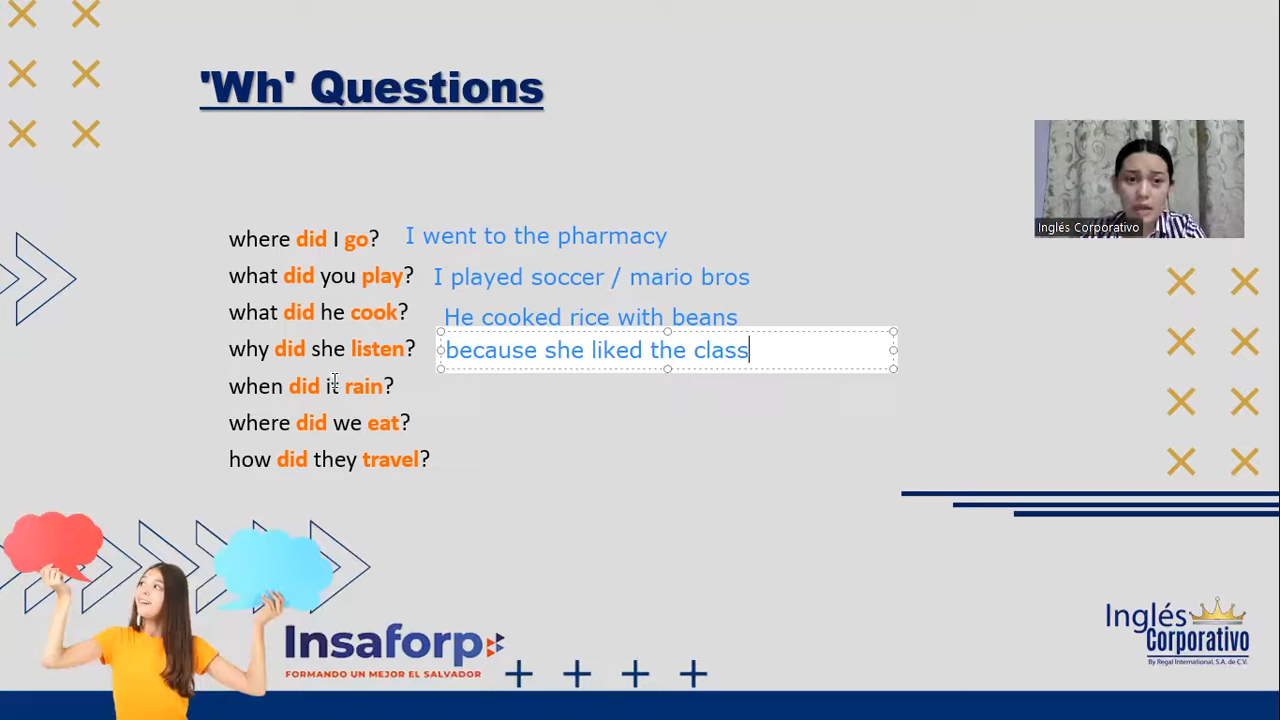 'Wh' Questions
Inglés Corporativo
where did I go? I went to the pharmacy
what did you play? I played soccer / mario bros
what did he cook? He cooked rice with beans
why did she listen? because she liked the class
when did it rain?
where did we eat?
how did they travel?
Insaforp
FORMANDO UN MEJOR EL SALVADOR
Inglés
Corporativo
By Regal International, S.A. de C.V.